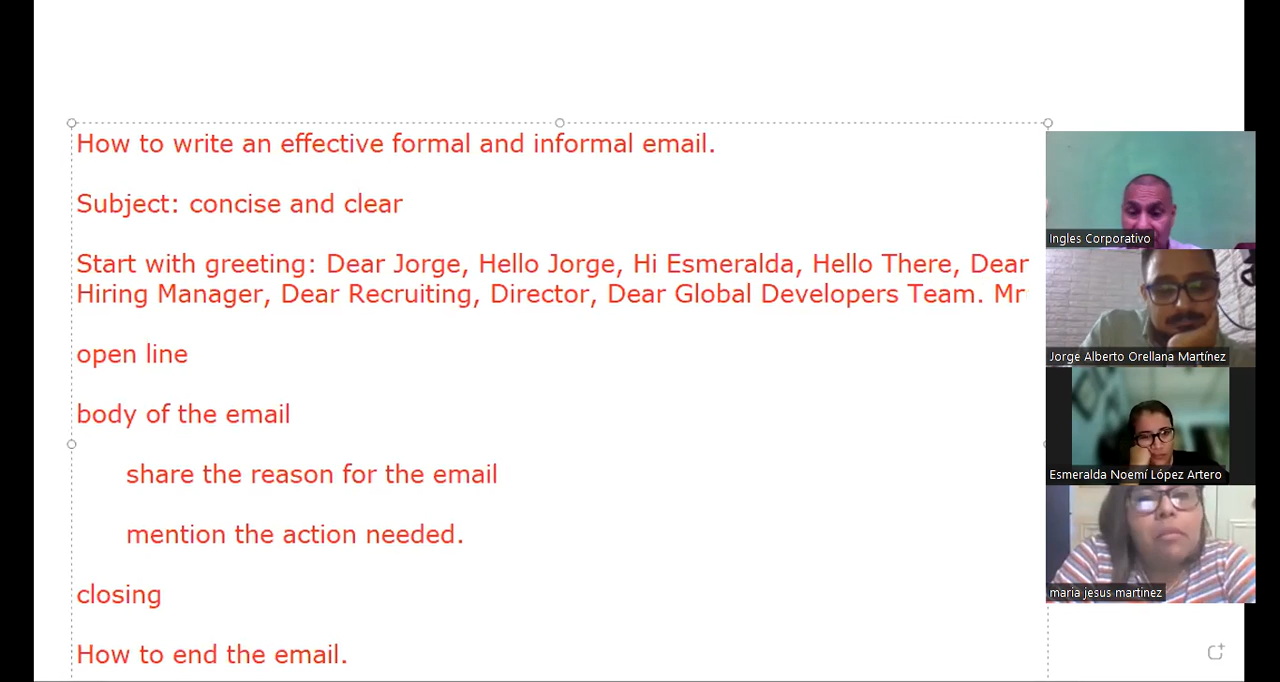 How to write an effective formal and informal email.
Subject: concise and clear
Start with greeting: Dear Jorge, Hello Jorge, Hi Esmeralda, Hello There, Dear
Hiring Manager, Dear Recruiting, Director, Dear Global Developers Team. Mr
open line
body of the email
share the reason for the email
mention the action needed.
closing
How to end the email.
Ingles Corporativo
Jorge Alberto Orellana Martínez
Esmeralda Noemí López Artero
maria jesus martinez